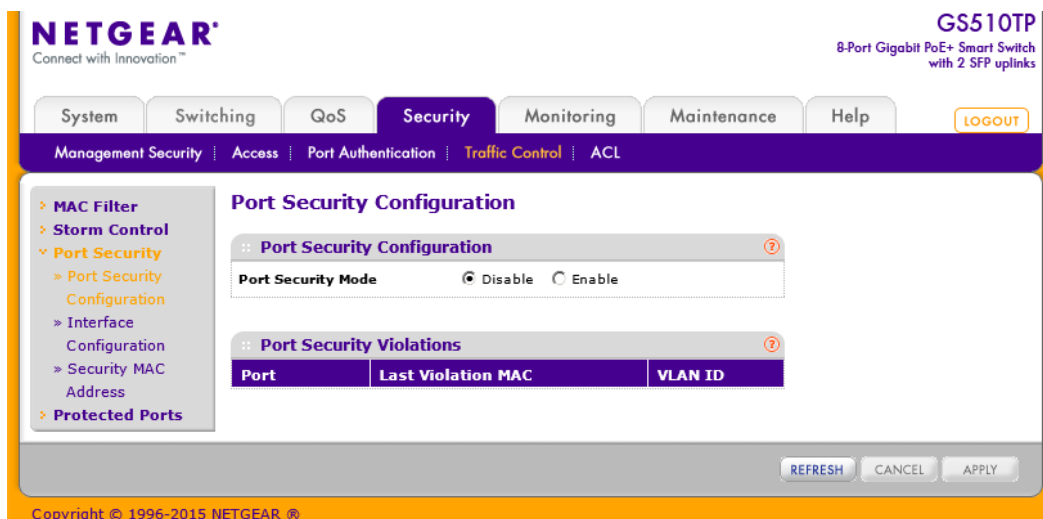 NETGEAR®
Connect with Innovation™
GS510TP
8-Port Gigabit PoE+ Smart Switch
with 2 SFP uplinks
System Switching QoS Security Monitoring Maintenance Help LOGOUT
Management Security Access Port Authentication Traffic Control ACL
MAC Filter
Storm Control
Port Security
» Port Security
Configuration
» Interface
Configuration
» Security MAC
Address
Protected Ports
Port Security Configuration
Port Security Configuration ?
Port Security Mode Disable Enable
Port Security Violations ?
Port Last Violation MAC VLAN ID
REFRESH CANCEL APPLY
Copyright © 1996-2015 NETGEAR ®